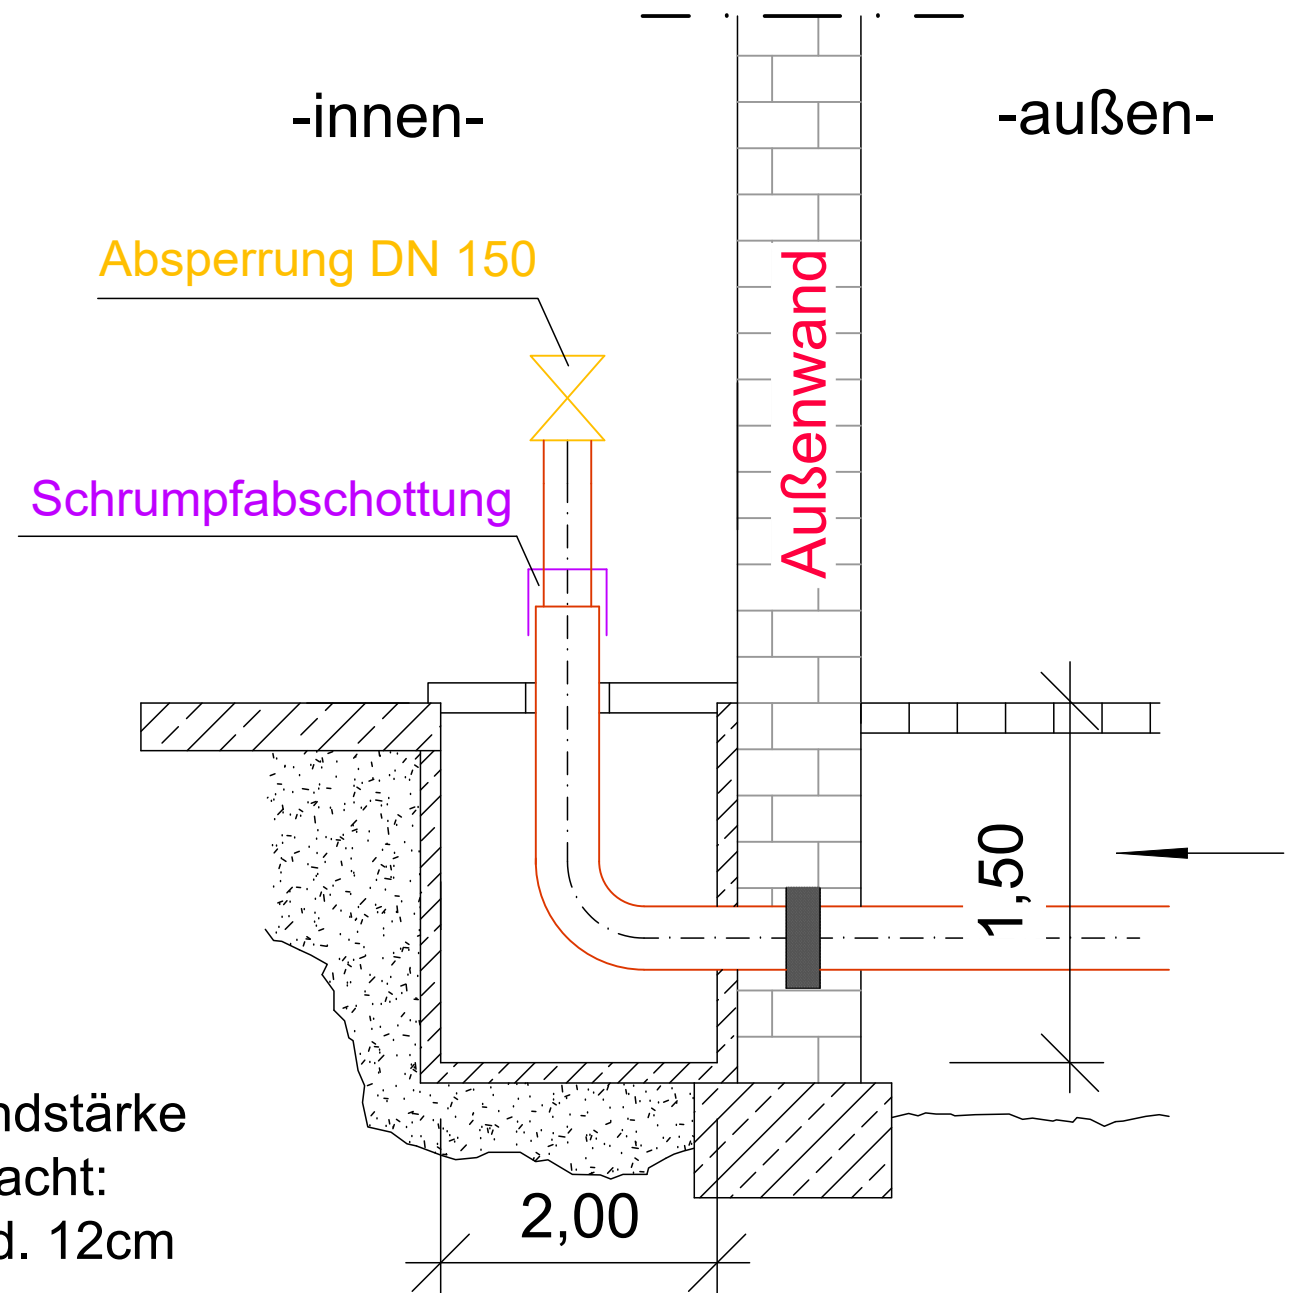 -innen-
-außen-
Absperrung DN 150
Außenwand
Schrumpfabschottung
1,50
ndstärke
acht:
d. 12cm
2,00